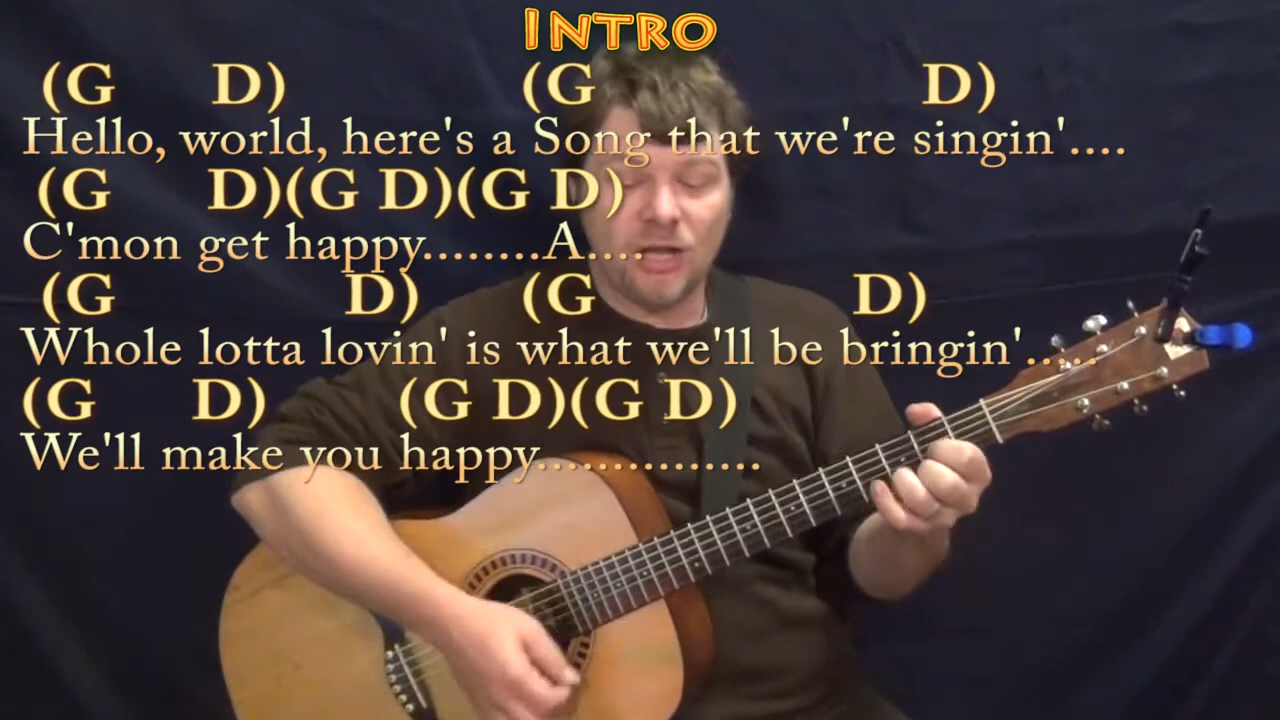 INTRO
(G D) (G D)
Hello, world, here's a Song that we're singin'....
(G D)(G D)(G D)
C'mon get happy........A....
(G D) (G D)
Whole lotta lovin' is what we'll be bringin'.....
(G D) (G D)(G D)
We'll make you happy...............